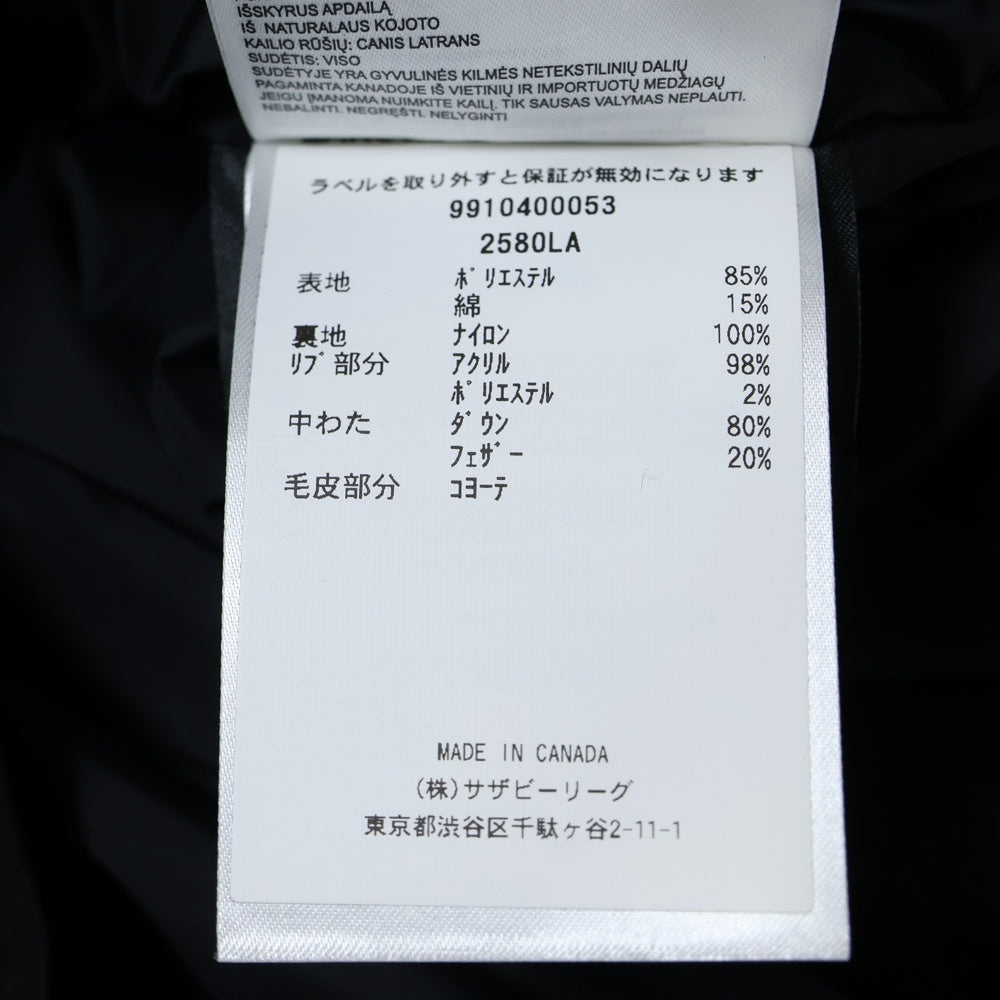 IŠSKYRUS APDAILĄ
IŠ NATURALAUS KOJOTO
KAILIO RŪŠIŲ: CANIS LATRANS
SUDĖTIS: VISO
SUDĖTYJE YRA GYVULINĖS KILMĖS NETEKSTILINIŲ DALIŲ
PAGAMINTA KANADOJE IŠ VIETINIŲ IR IMPORTUOTŲ MEDŽIAGŲ
JEIGU ĮMANOMA NUIMKITE KAILĮ. TIK SAUSAS VALYMAS NEPLAUTI.
NEBALINTI. NEGRĘŠTI. NELYGINTI
ラベルを取り外すと保証が無効になります
9910400053
2580LA
表地 ポリエステル 85%
綿 15%
裏地 ナイロン 100%
リブ部分 アクリル 98%
ポリエステル 2%
中わた ダウン 80%
フェザー 20%
毛皮部分 コヨーテ
MADE IN CANADA
(株)サザビーリーグ
東京都渋谷区千駄ヶ谷2-11-1